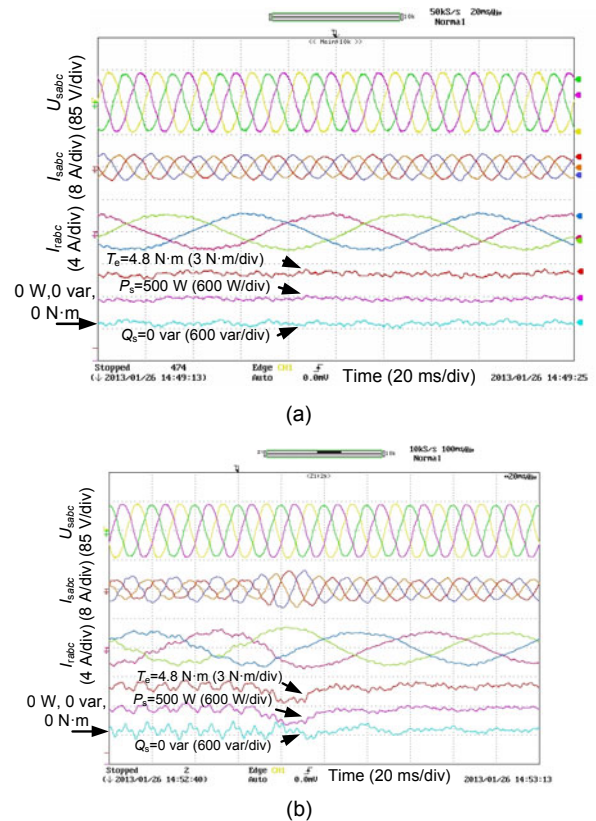 50kS/s 20ms/div
10k Normal
<< Main:10k >>
U_sabc
(85 V/div)
I_sabc
(8 A/div)
I_rabc
(4 A/div)
T_e=4.8 N·m (3 N·m/div)
0 W,0 var,
P_s=500 W (600 W/div)
0 N·m
Q_s=0 var (600 var/div)
Stopped 474 Edge CH1
(↓ 2013/01/26 14:49:13) Auto 0.0mV Time (20 ms/div) 2013/01/26 14:49:25
(a)
10kS/s 100ms/div
Normal
20ms/div
U_sabc
(85 V/div)
I_sabc
(8 A/div)
I_rabc
(4 A/div)
T_e=4.8 N·m (3 N·m/div)
0 W, 0 var,
P_s=500 W (600 W/div)
0 N·m
Q_s=0 var (600 var/div)
Stopped 2 Edge CH1
2013/01/26 14:52:40) Auto 0.0mV Time (20 ms/div) 2013/01/26 14:53:13
(b)